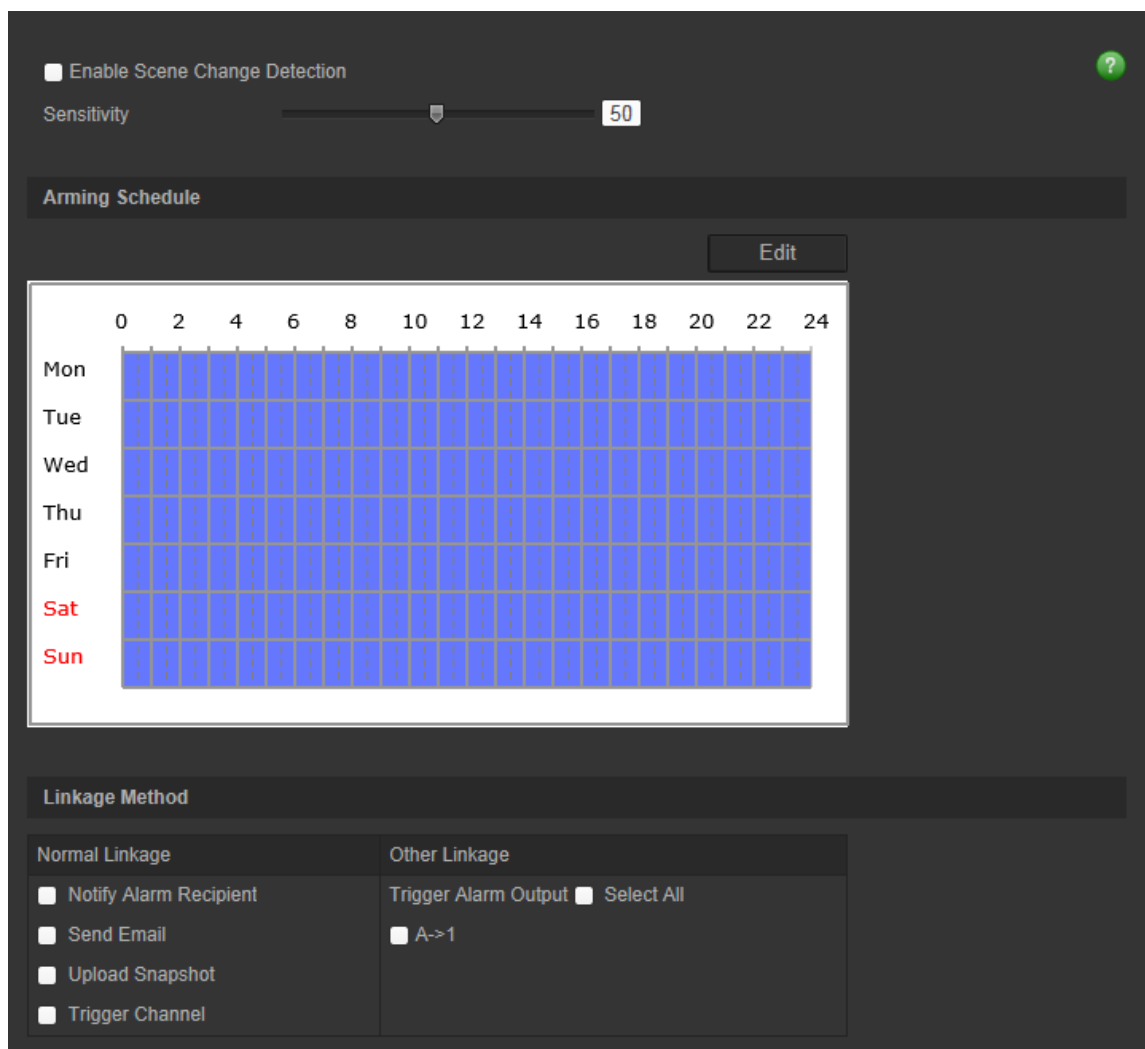 Enable Scene Change Detection
?
Sensitivity 50
Arming Schedule
Edit
0 2 4 6 8 10 12 14 16 18 20 22 24
Mon
Tue
Wed
Thu
Fri
Sat
Sun
Linkage Method
Normal Linkage Other Linkage
Notify Alarm Recipient Trigger Alarm Output Select All
Send Email A->1
Upload Snapshot
Trigger Channel